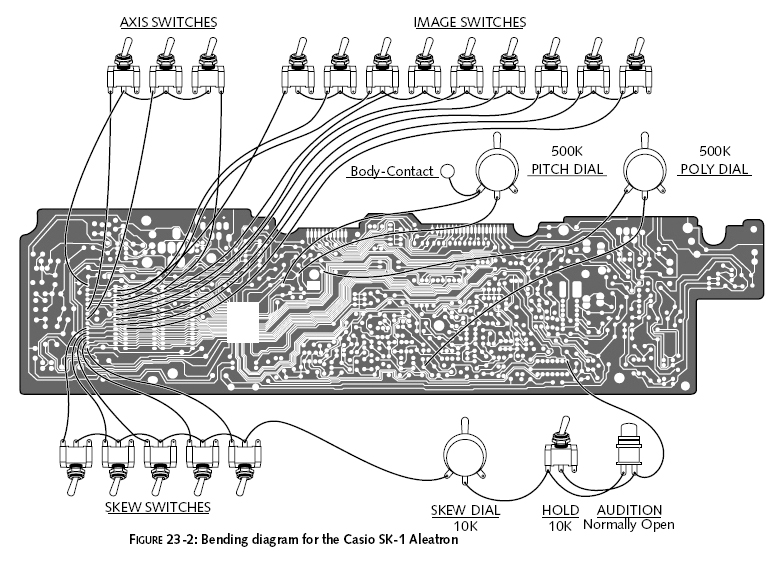 AXIS SWITCHES
IMAGE SWITCHES
Body-Contact
500K
PITCH DIAL
500K
POLY DIAL
SKEW SWITCHES
SKEW DIAL
10K
HOLD
10K
AUDITION
Normally Open
FIGURE 23-2: Bending diagram for the Casio SK-1 Aleatron